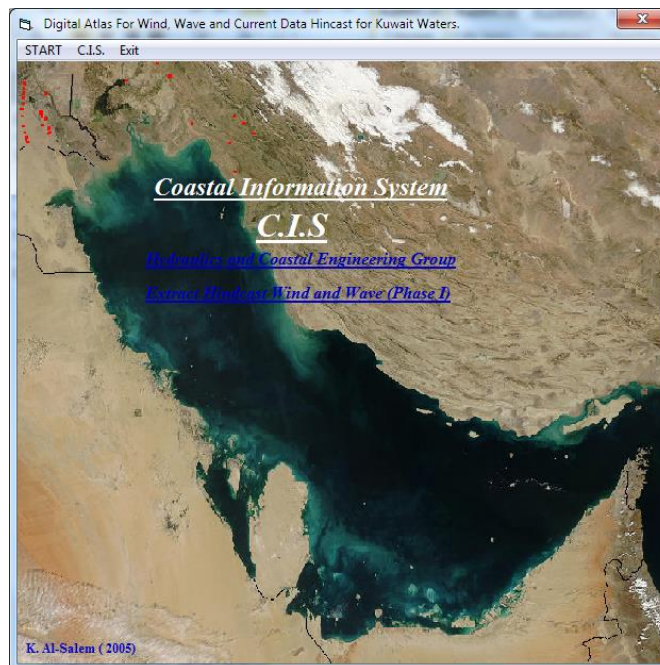 Digital Atlas For Wind, Wave and Current Data Hincast for Kuwait Waters.
START C.I.S. Exit
Coastal Information System
C.I.S
Hydraulics and Coastal Engineering Group
Extract Hindcast Wind and Wave (Phase I)
K. Al-Salem ( 2005)